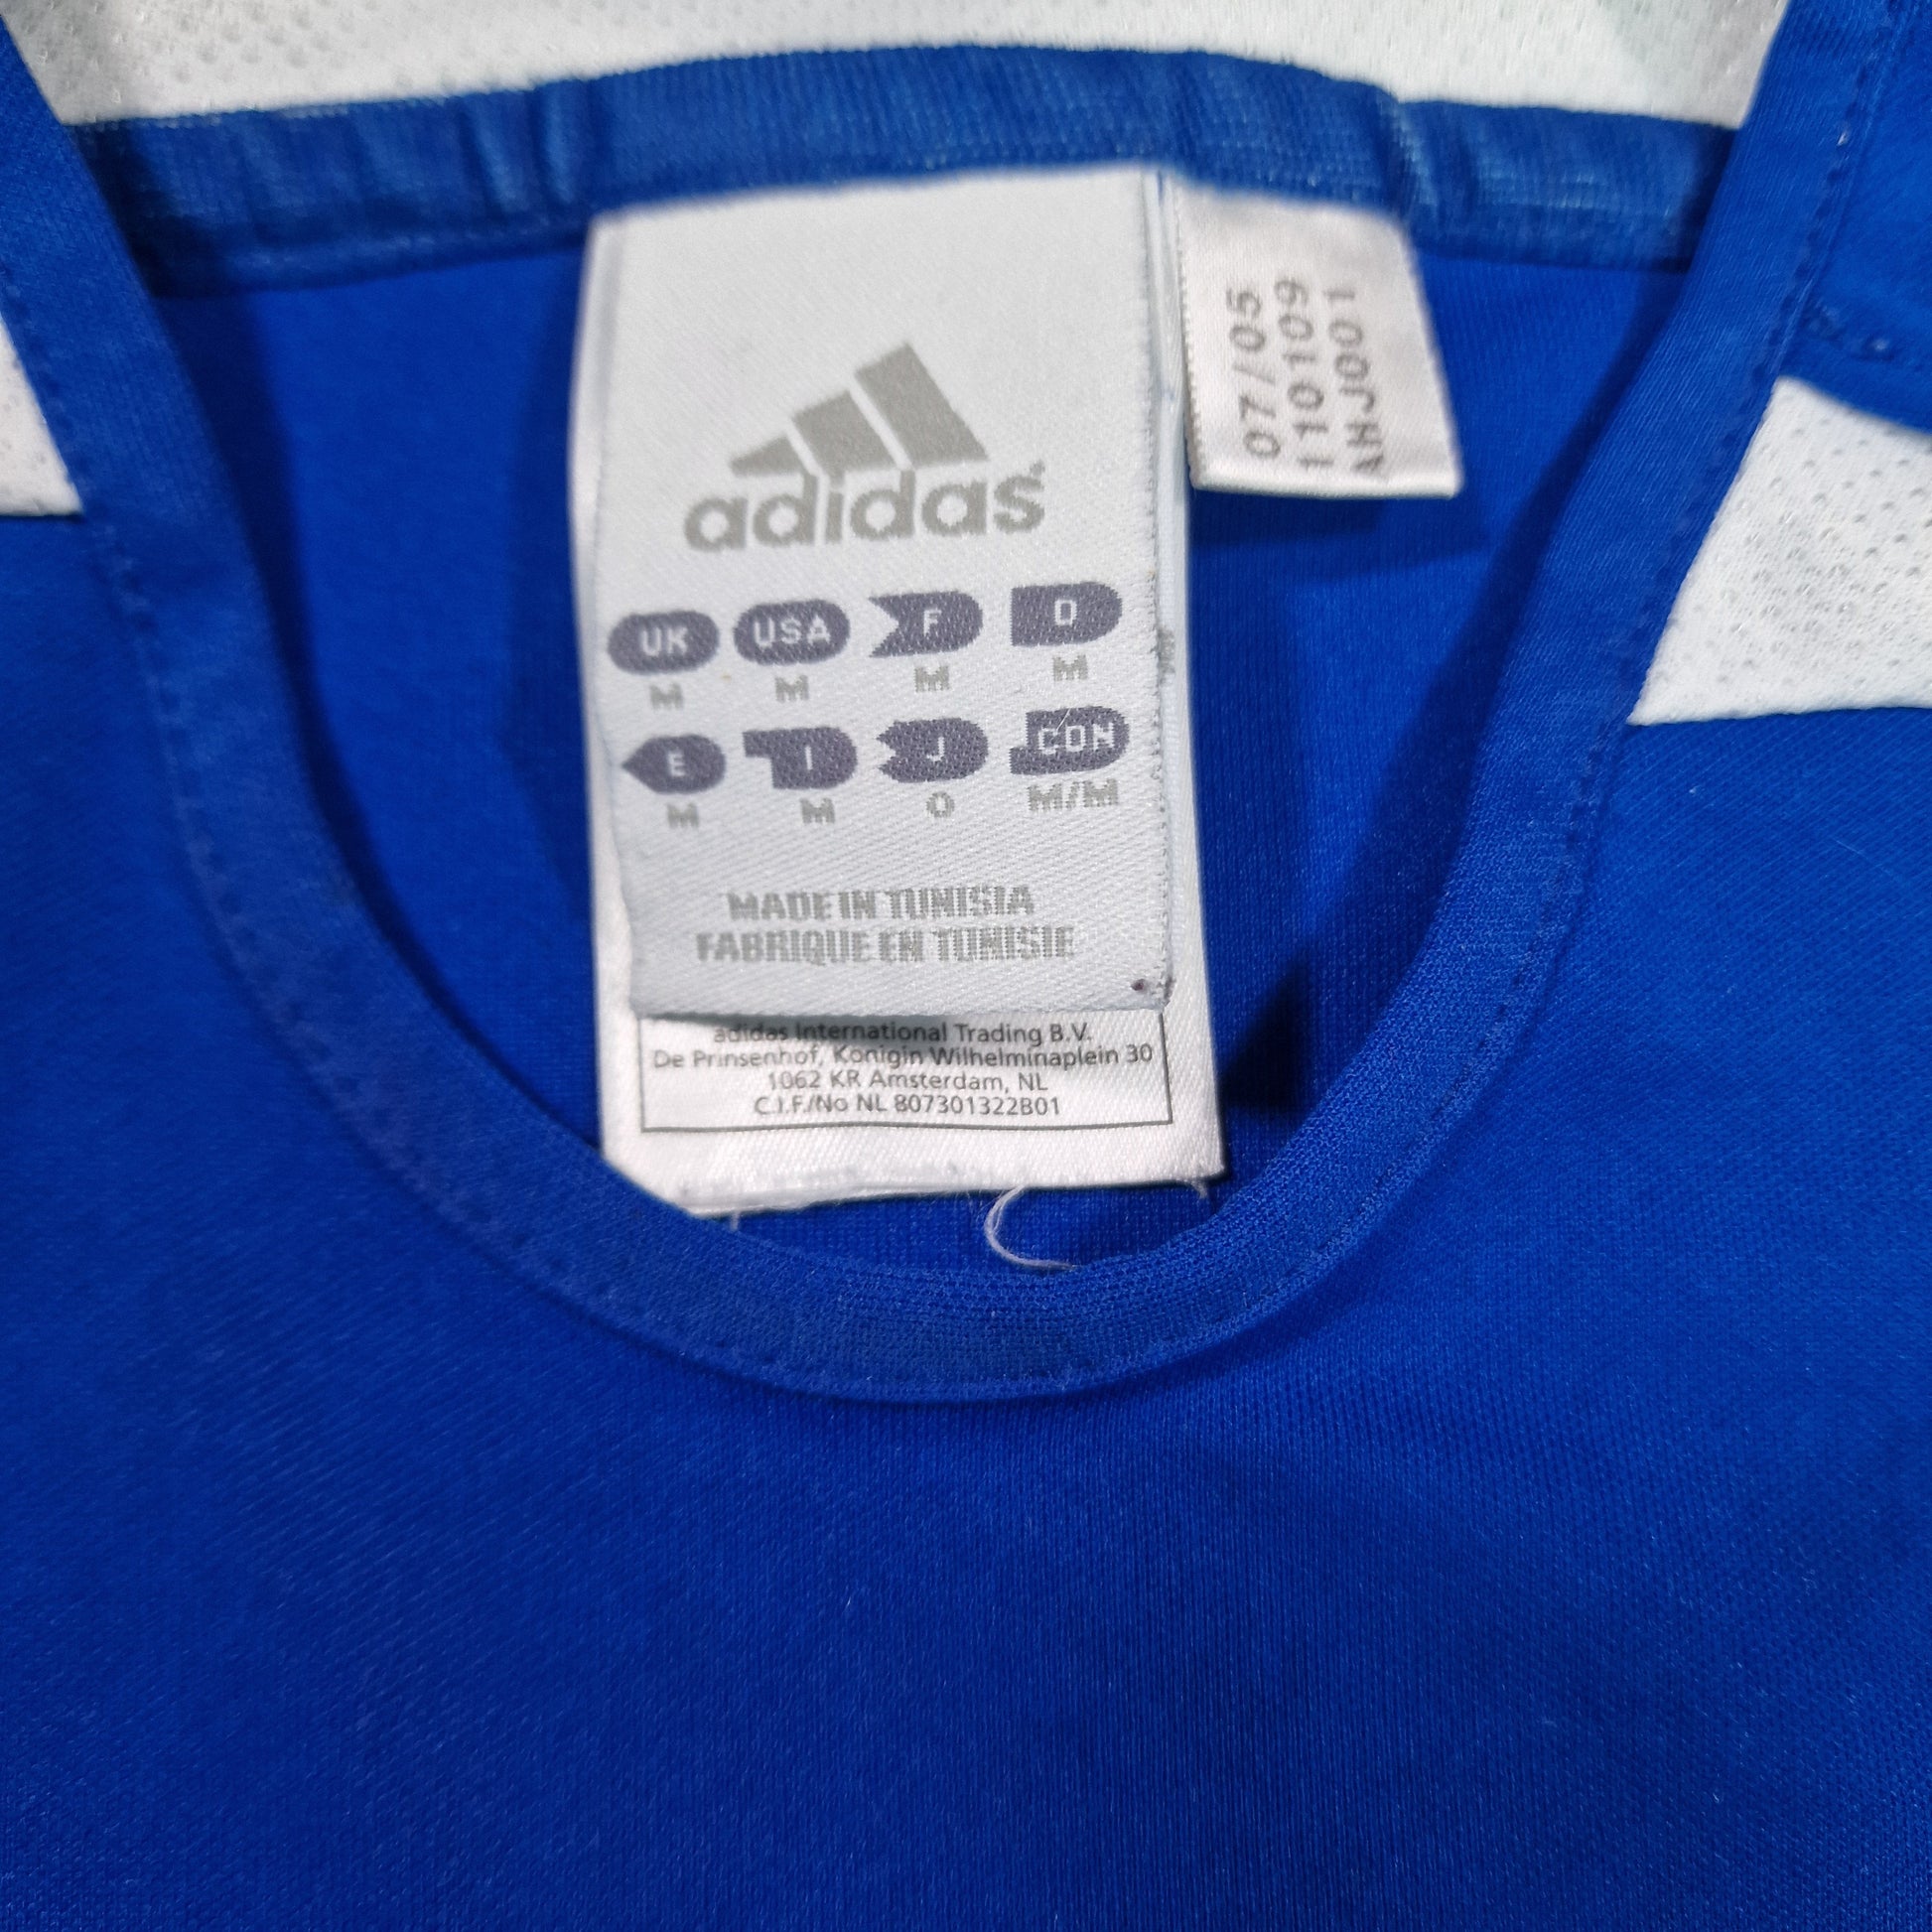 adidas
UK USA F D
M M M M
E I J CON
M M O M/M
MADE IN TUNISIA
FABRIQUE EN TUNISIE
adidas International Trading B.V.
De Prinsenhof, Konigin Wilhelminaplein 30
1062 KR Amsterdam, NL
C.I.F./No NL 807301322B01
07/05
110109
AHJ001